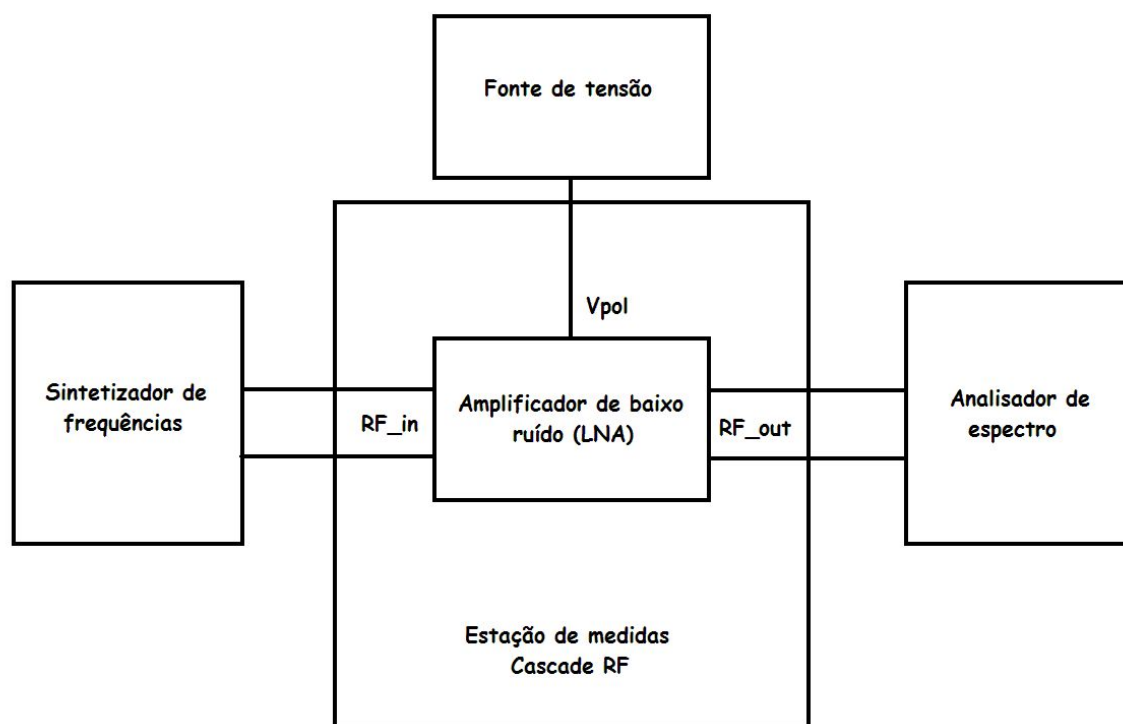 Fonte de tensão
Vpol
Sintetizador de
frequências
RF_in
Amplificador de baixo
ruído (LNA)
RF_out
Analisador de
espectro
Estação de medidas
Cascade RF